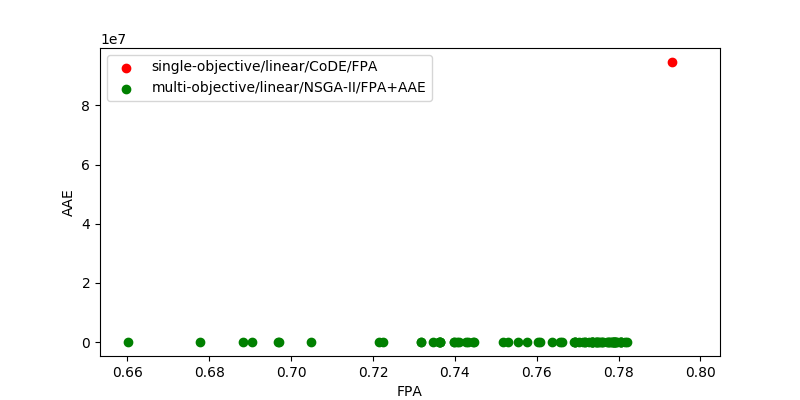 1e7
single-objective/linear/CoDE/FPA
multi-objective/linear/NSGA-II/FPA+AAE
8
6
4
2
0
AAE
0.66 0.68 0.70 0.72 0.74 0.76 0.78 0.80
FPA